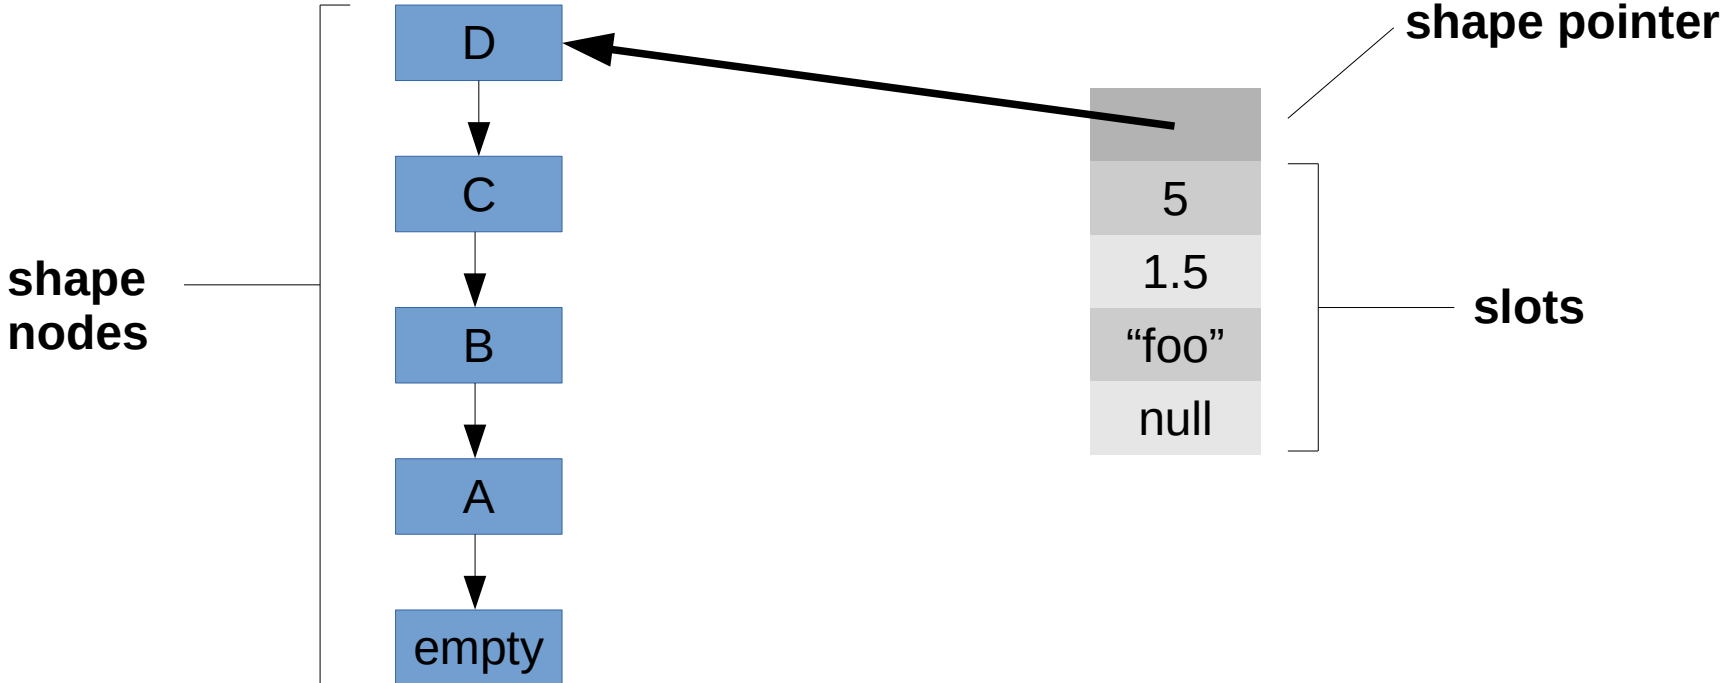 shape pointer
D
C
B
A
empty
shape
nodes
5
1.5
“foo”
null
slots